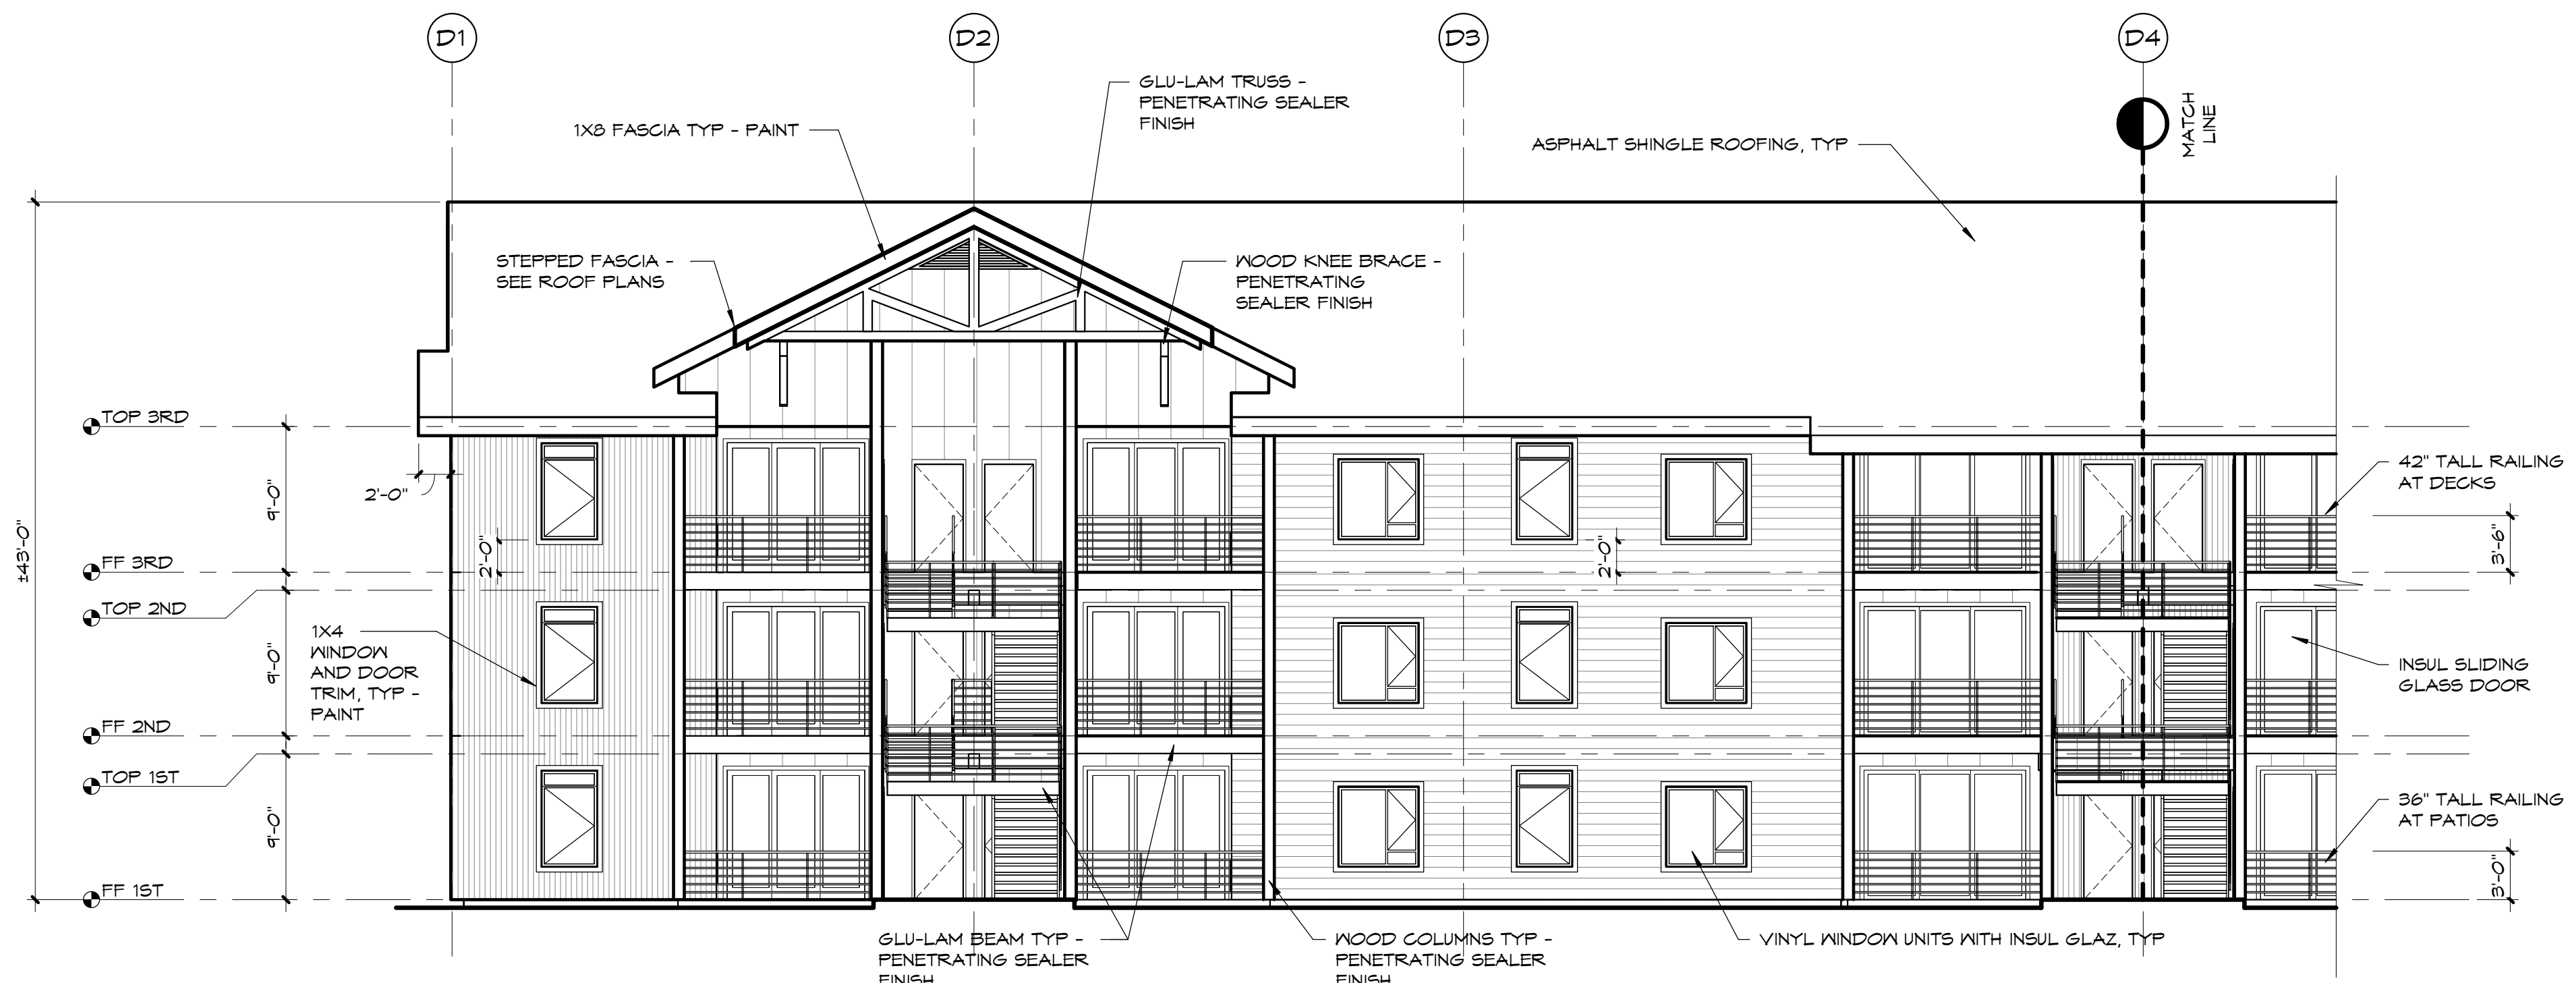 D1
D2
D3
D4
GLU-LAM TRUSS -
PENETRATING SEALER
FINISH
MATCH
LINE
1X8 FASCIA TYP - PAINT
ASPHALT SHINGLE ROOFING, TYP
STEPPED FASCIA -
SEE ROOF PLANS
WOOD KNEE BRACE -
PENETRATING
SEALER FINISH
TOP 3RD
2'-0"
9'-0"
±43'-0"
42" TALL RAILING
AT DECKS
3'-6"
FF 3RD
2'-0"
2'-0"
TOP 2ND
1X4
WINDOW
AND DOOR
TRIM, TYP -
PAINT
9'-0"
INSUL SLIDING
GLASS DOOR
FF 2ND
TOP 1ST
9'-0"
36" TALL RAILING
AT PATIOS
3'-0"
FF 1ST
GLU-LAM BEAM TYP -
PENETRATING SEALER
FINISH
WOOD COLUMNS TYP -
PENETRATING SEALER
FINISH
VINYL WINDOW UNITS WITH INSUL GLAZ, TYP